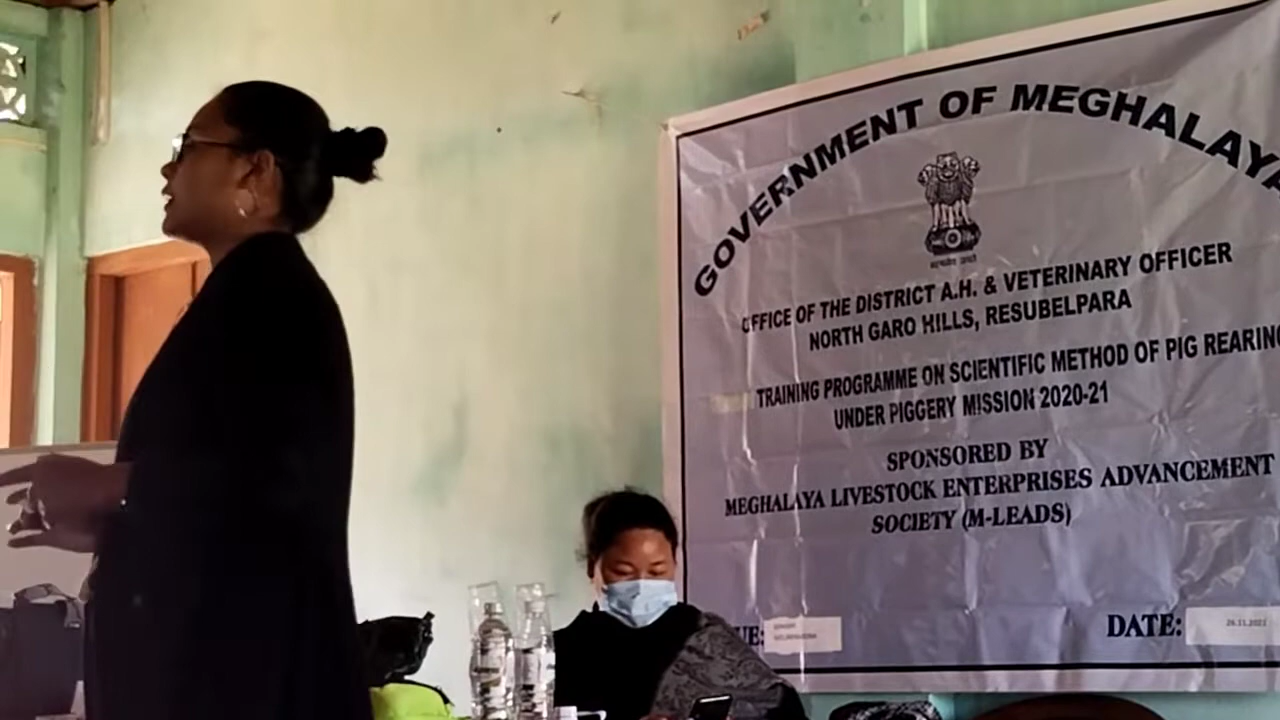 GOVERNMENT OF MEGHALAYA
OFFICE OF THE DISTRICT A.H. & VETERINARY OFFICER
NORTH GARO HILLS, RESUBELPARA
TRAINING PROGRAMME ON SCIENTIFIC METHOD OF PIG REARING
UNDER PIGGERY MISSION 2020-21
SPONSORED BY
MEGHALAYA LIVESTOCK ENTERPRISES ADVANCEMENT
SOCIETY (M-LEADS)
UE:
DATE: